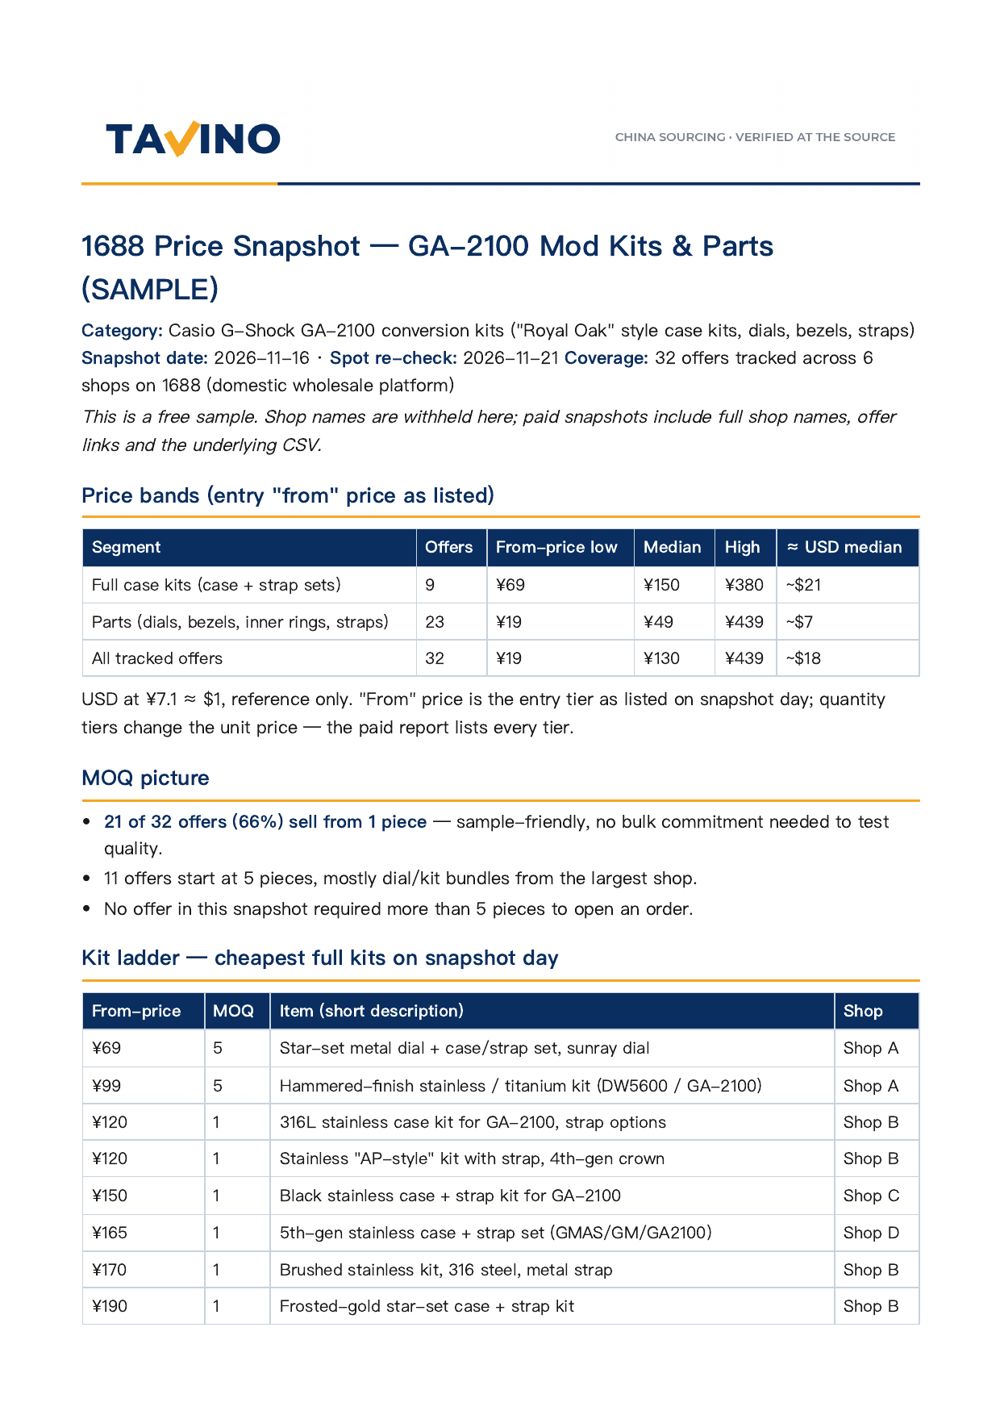 TAVINO
CHINA SOURCING · VERIFIED AT THE SOURCE
1688 Price Snapshot — GA-2100 Mod Kits & Parts
(SAMPLE)
Category: Casio G-Shock GA-2100 conversion kits ("Royal Oak" style case kits, dials, bezels, straps)
Snapshot date: 2026-11-16 · Spot re-check: 2026-11-21 Coverage: 32 offers tracked across 6
shops on 1688 (domestic wholesale platform)
This is a free sample. Shop names are withheld here; paid snapshots include full shop names, offer
links and the underlying CSV.
Price bands (entry "from" price as listed)
Segment Offers From-price low Median High ≈ USD median
Full case kits (case + strap sets) 9 ¥69 ¥150 ¥380 ~$21
Parts (dials, bezels, inner rings, straps) 23 ¥19 ¥49 ¥439 ~$7
All tracked offers 32 ¥19 ¥130 ¥439 ~$18
USD at ¥7.1 ≈ $1, reference only. "From" price is the entry tier as listed on snapshot day; quantity
tiers change the unit price — the paid report lists every tier.
MOQ picture
• 21 of 32 offers (66%) sell from 1 piece — sample-friendly, no bulk commitment needed to test
quality.
• 11 offers start at 5 pieces, mostly dial/kit bundles from the largest shop.
• No offer in this snapshot required more than 5 pieces to open an order.
Kit ladder — cheapest full kits on snapshot day
From-price MOQ Item (short description) Shop
¥69 5 Star-set metal dial + case/strap set, sunray dial Shop A
¥99 5 Hammered-finish stainless / titanium kit (DW5600 / GA-2100) Shop A
¥120 1 316L stainless case kit for GA-2100, strap options Shop B
¥120 1 Stainless "AP-style" kit with strap, 4th-gen crown Shop B
¥150 1 Black stainless case + strap kit for GA-2100 Shop C
¥165 1 5th-gen stainless case + strap set (GMAS/GM/GA2100) Shop D
¥170 1 Brushed stainless kit, 316 steel, metal strap Shop B
¥190 1 Frosted-gold star-set case + strap kit Shop B